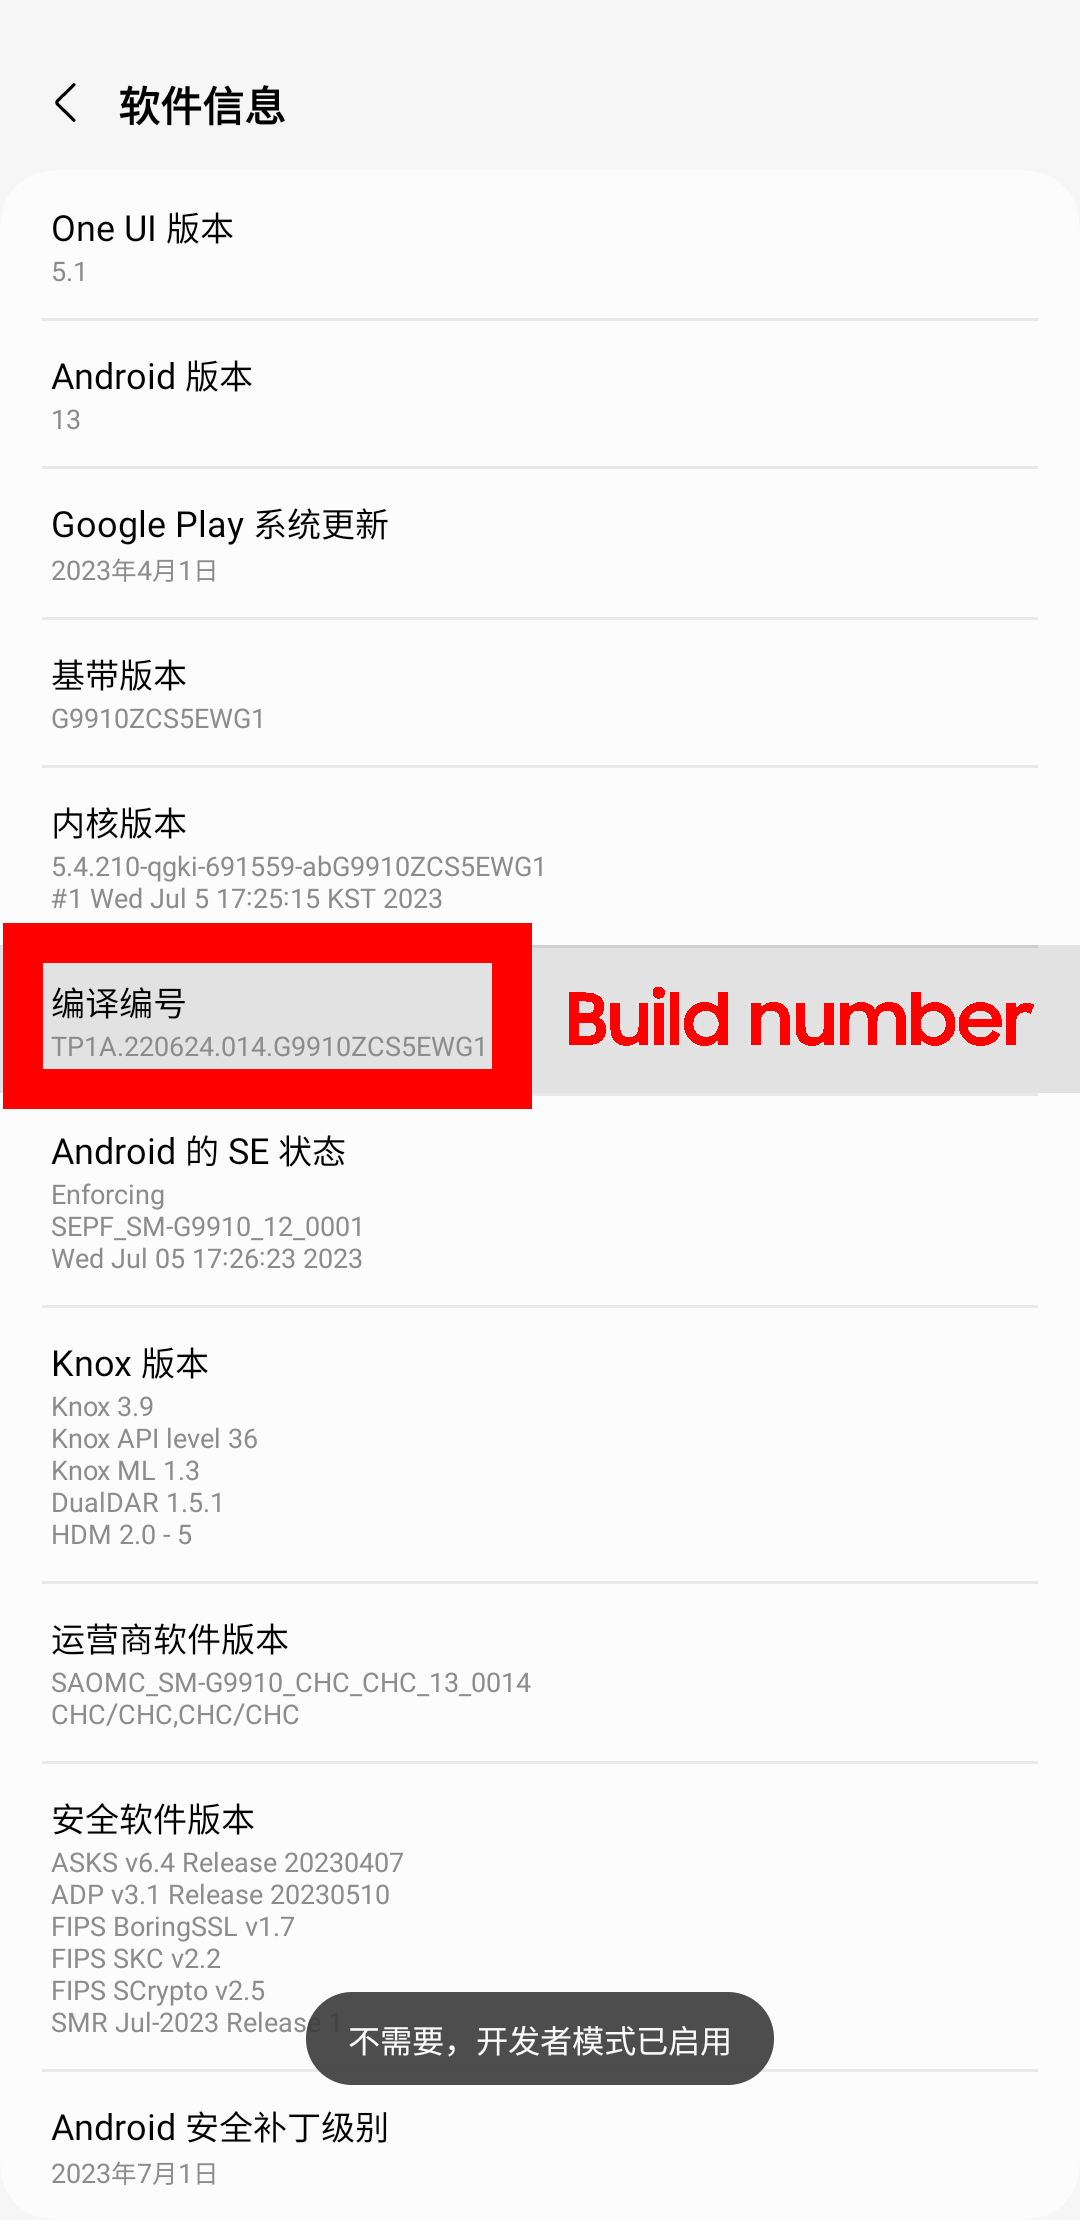 软件信息
One UI 版本
5.1
Android 版本
13
Google Play 系统更新
2023年4月1日
基带版本
G9910ZCS5EWG1
内核版本
5.4.210-qgki-691559-abG9910ZCS5EWG1
#1 Wed Jul 5 17:25:15 KST 2023
编译编号
TP1A.220624.014.G9910ZCS5EWG1
Build number
Android 的 SE 状态
Enforcing
SEPF_SM-G9910_12_0001
Wed Jul 05 17:26:23 2023
Knox 版本
Knox 3.9
Knox API level 36
Knox ML 1.3
DualDAR 1.5.1
HDM 2.0 - 5
运营商软件版本
SAOMC_SM-G9910_CHC_CHC_13_0014
CHC/CHC,CHC/CHC
安全软件版本
ASKS v6.4 Release 20230407
ADP v3.1 Release 20230510
FIPS BoringSSL v1.7
FIPS SKC v2.2
FIPS SCrypto v2.5
SMR Jul-2023 Release 1
不需要，开发者模式已启用
Android 安全补丁级别
2023年7月1日